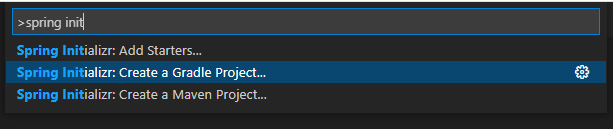 >spring init
Spring Initializr: Add Starters...
Spring Initializr: Create a Gradle Project...
Spring Initializr: Create a Maven Project...